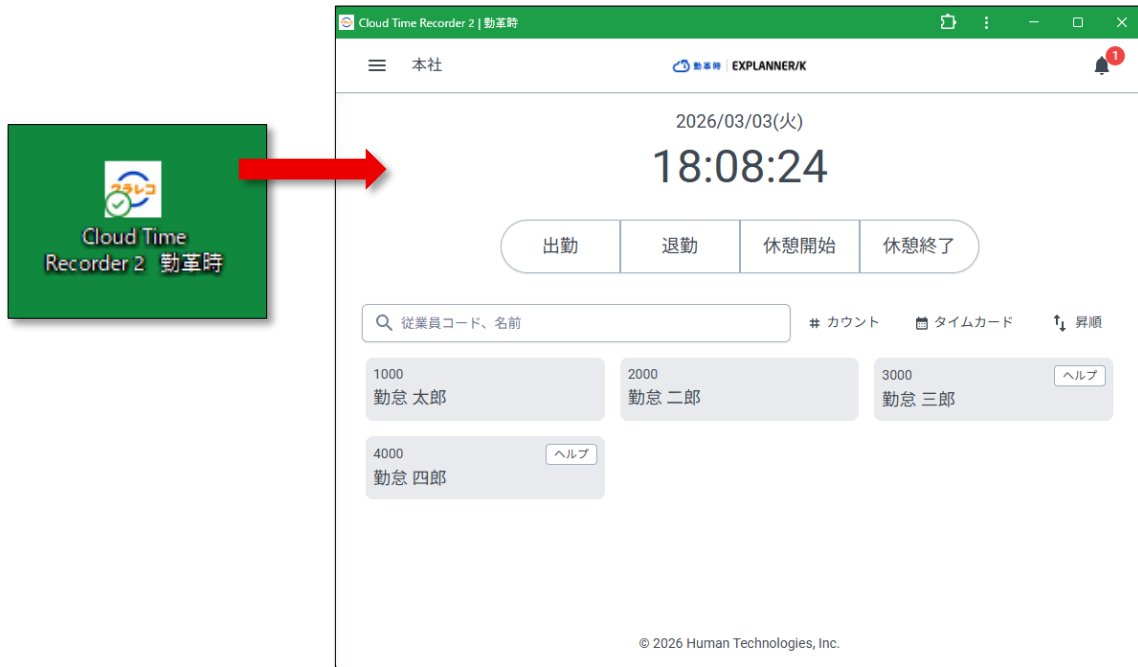 クラレコ
Cloud Time
Recorder 2 勤革時
Cloud Time Recorder 2 | 勤革時
本社
勤革時 EXPLANNER/K
1
2026/03/03(火)
18:08:24
出勤 退勤 休憩開始 休憩終了
従業員コード、名前
# カウント タイムカード 昇順
1000
勤怠 太郎
2000
勤怠 二郎
3000 ヘルプ
勤怠 三郎
4000 ヘルプ
勤怠 四郎
© 2026 Human Technologies, Inc.